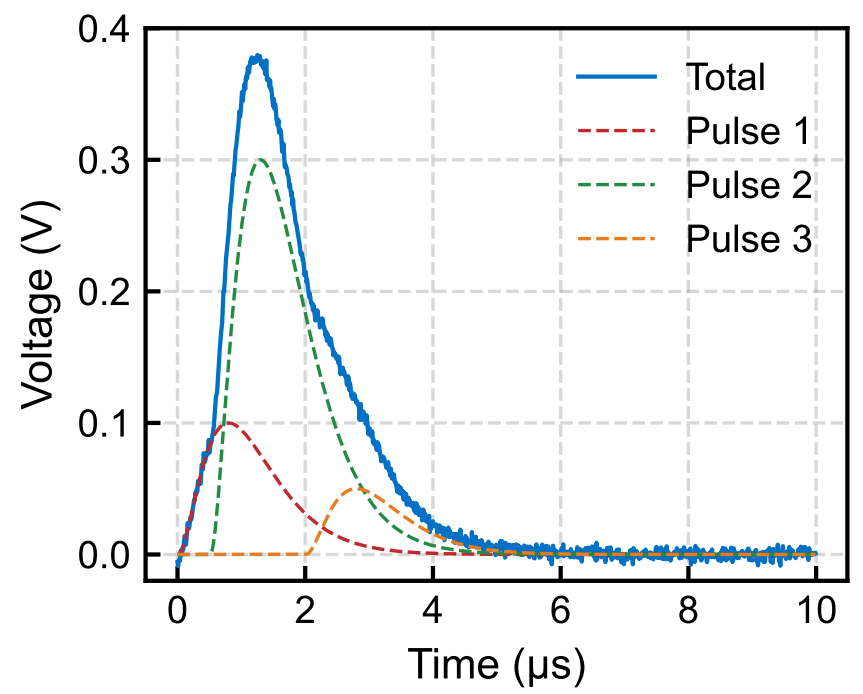 0.4
0.3
0.2
0.1
0.0
Voltage (V)
Total
Pulse 1
Pulse 2
Pulse 3
0 2 4 6 8 10
Time (µs)